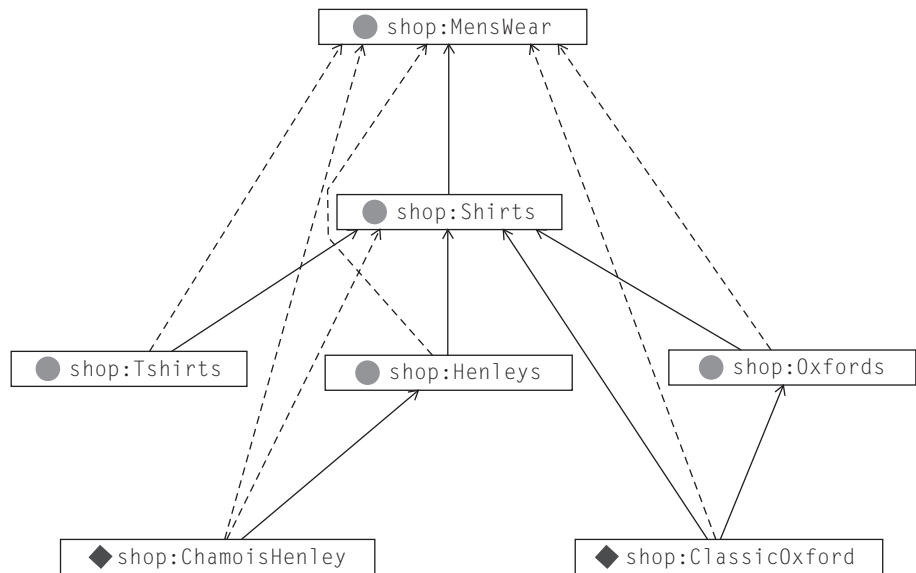 shop:MensWear
shop:Shirts
shop:Tshirts
shop:Henleys
shop:Oxfords
shop:ChamoisHenley
shop:ClassicOxford